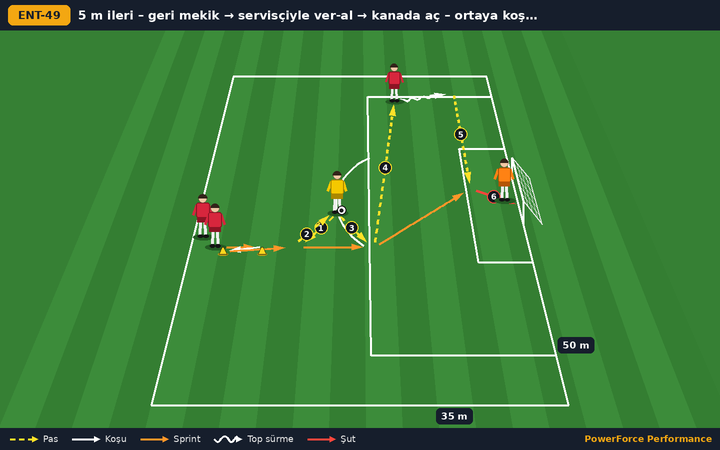 ENT-49 5 m ileri – geri mekik → servisçiyle ver-al → kanada aç – ortaya koş...
5
4
6
2
1
3
50 m
35 m
Pas
Koşu
Sprint
Top sürme
Şut
PowerForce Performance